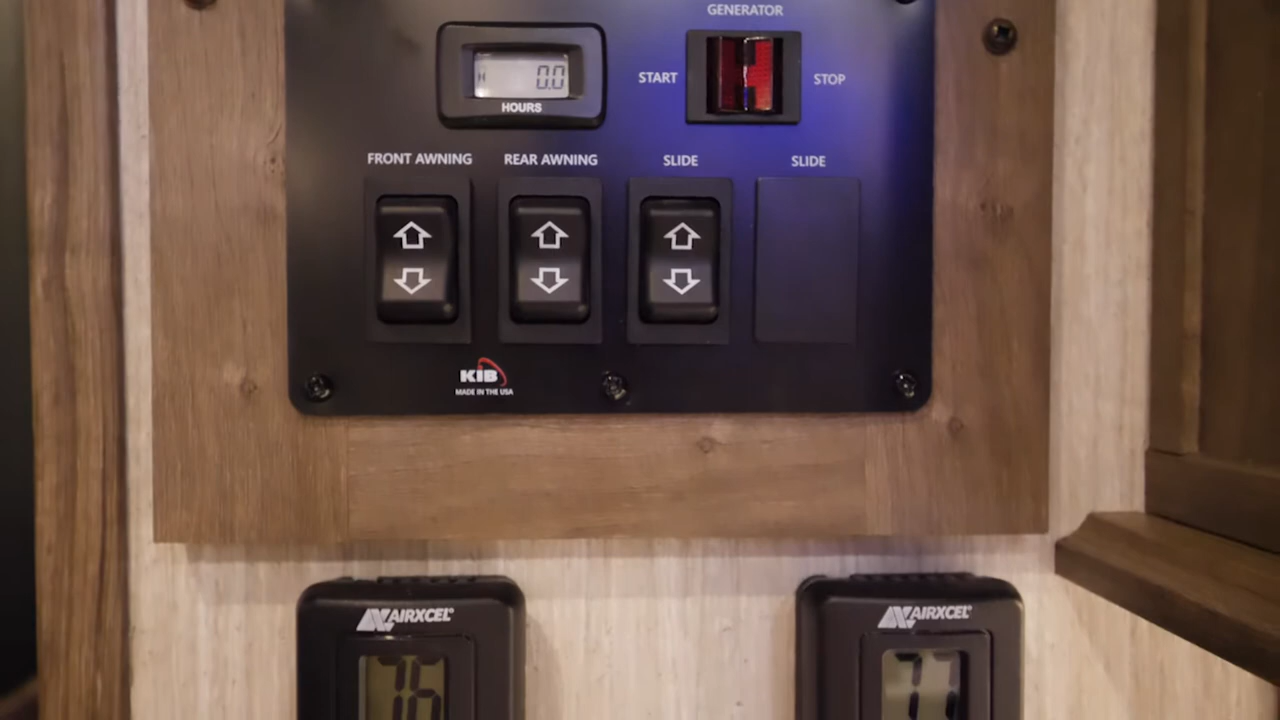 GENERATOR
H 0.0
HOURS
START
STOP
FRONT AWNING
REAR AWNING
SLIDE
SLIDE
KIB
MADE IN THE USA
AIRXCEL®
AIRXCEL®
76